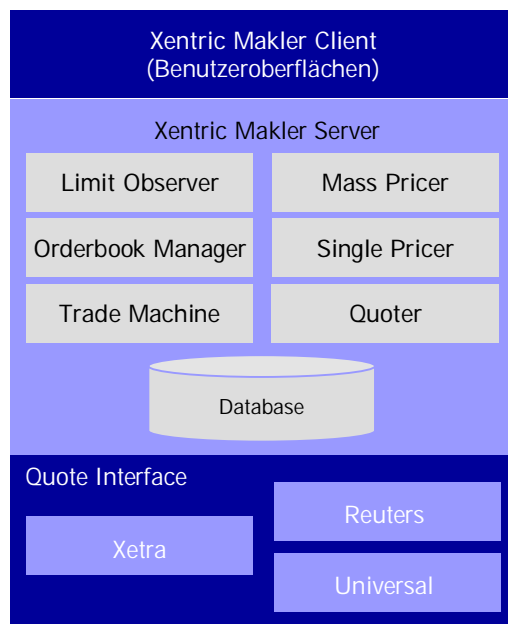 Xentric Makler Client
(Benutzeroberflächen)
Xentric Makler Server
Limit Observer
Mass Pricer
Orderbook Manager
Single Pricer
Trade Machine
Quoter
Database
Quote Interface
Reuters
Xetra
Universal